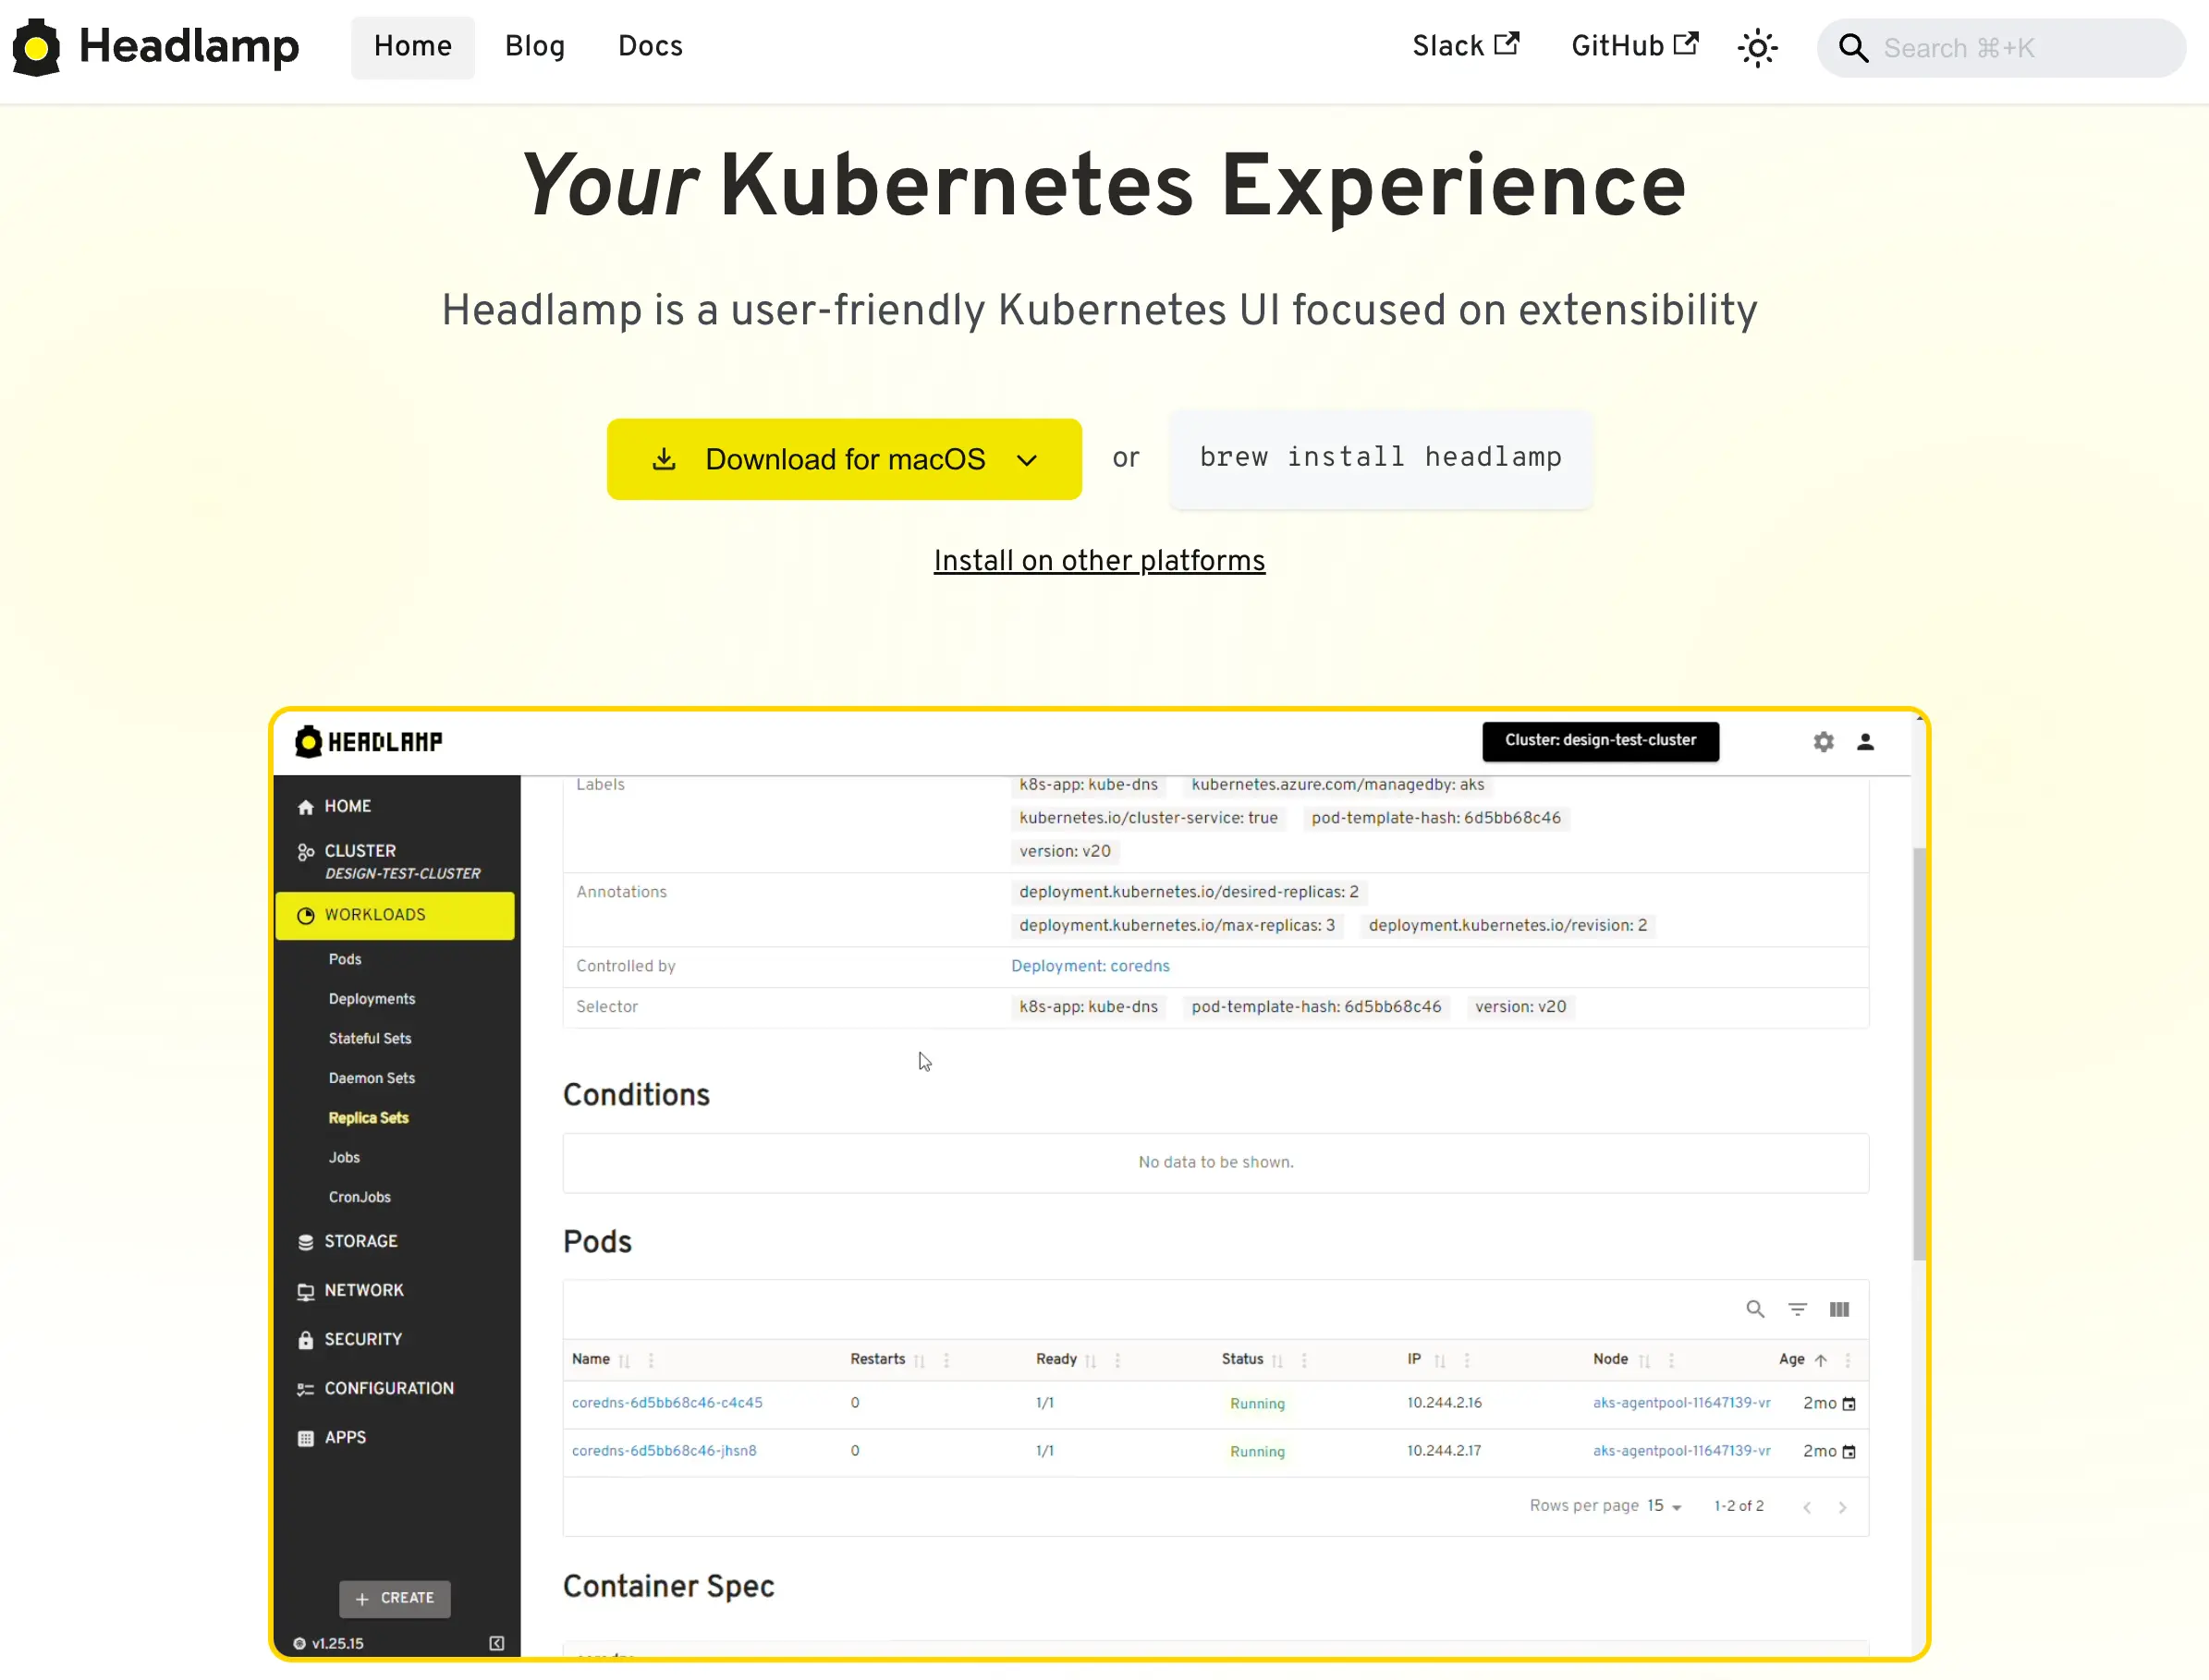 Headlamp Home Blog Docs Slack GitHub Search ⌘+K
Your Kubernetes Experience
Headlamp is a user-friendly Kubernetes UI focused on extensibility
Download for macOS or brew install headlamp
Install on other platforms
HEADLAMP Cluster: design-test-cluster
HOME
CLUSTER
DESIGN-TEST-CLUSTER
WORKLOADS
Pods
Deployments
Stateful Sets
Daemon Sets
Replica Sets
Jobs
CronJobs
STORAGE
NETWORK
SECURITY
CONFIGURATION
APPS
CREATE
v1.25.15
Labels k8s-app: kube-dns kubernetes.azure.com/managedby: aks
kubernetes.io/cluster-service: true pod-template-hash: 6d5bb68c46
version: v20
Annotations deployment.kubernetes.io/desired-replicas: 2
deployment.kubernetes.io/max-replicas: 3 deployment.kubernetes.io/revision: 2
Controlled by Deployment: coredns
Selector k8s-app: kube-dns pod-template-hash: 6d5bb68c46 version: v20
Conditions
No data to be shown.
Pods
Name Restarts Ready Status IP Node Age
coredns-6d5bb68c46-c4c45 0 1/1 Running 10.244.2.16 aks-agentpool-11647139-vr 2mo
coredns-6d5bb68c46-jhsn8 0 1/1 Running 10.244.2.17 aks-agentpool-11647139-vr 2mo
Rows per page 15 1-2 of 2
Container Spec